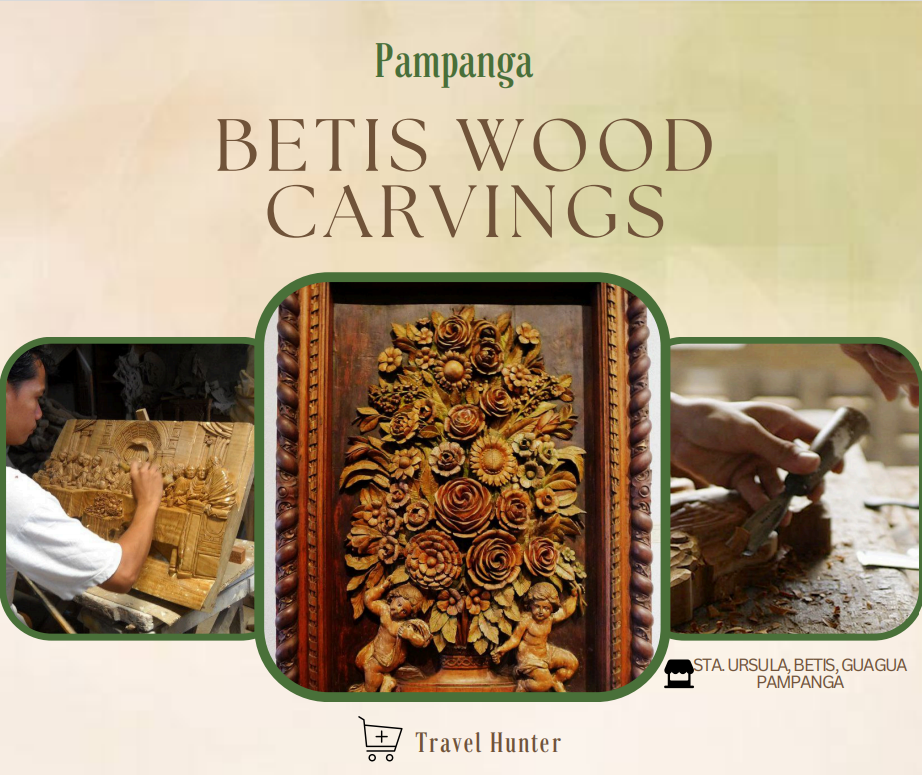 Pampanga
BETIS WOOD
CARVINGS
STA. URSULA, BETIS, GUAGUA
PAMPANGA
Travel Hunter